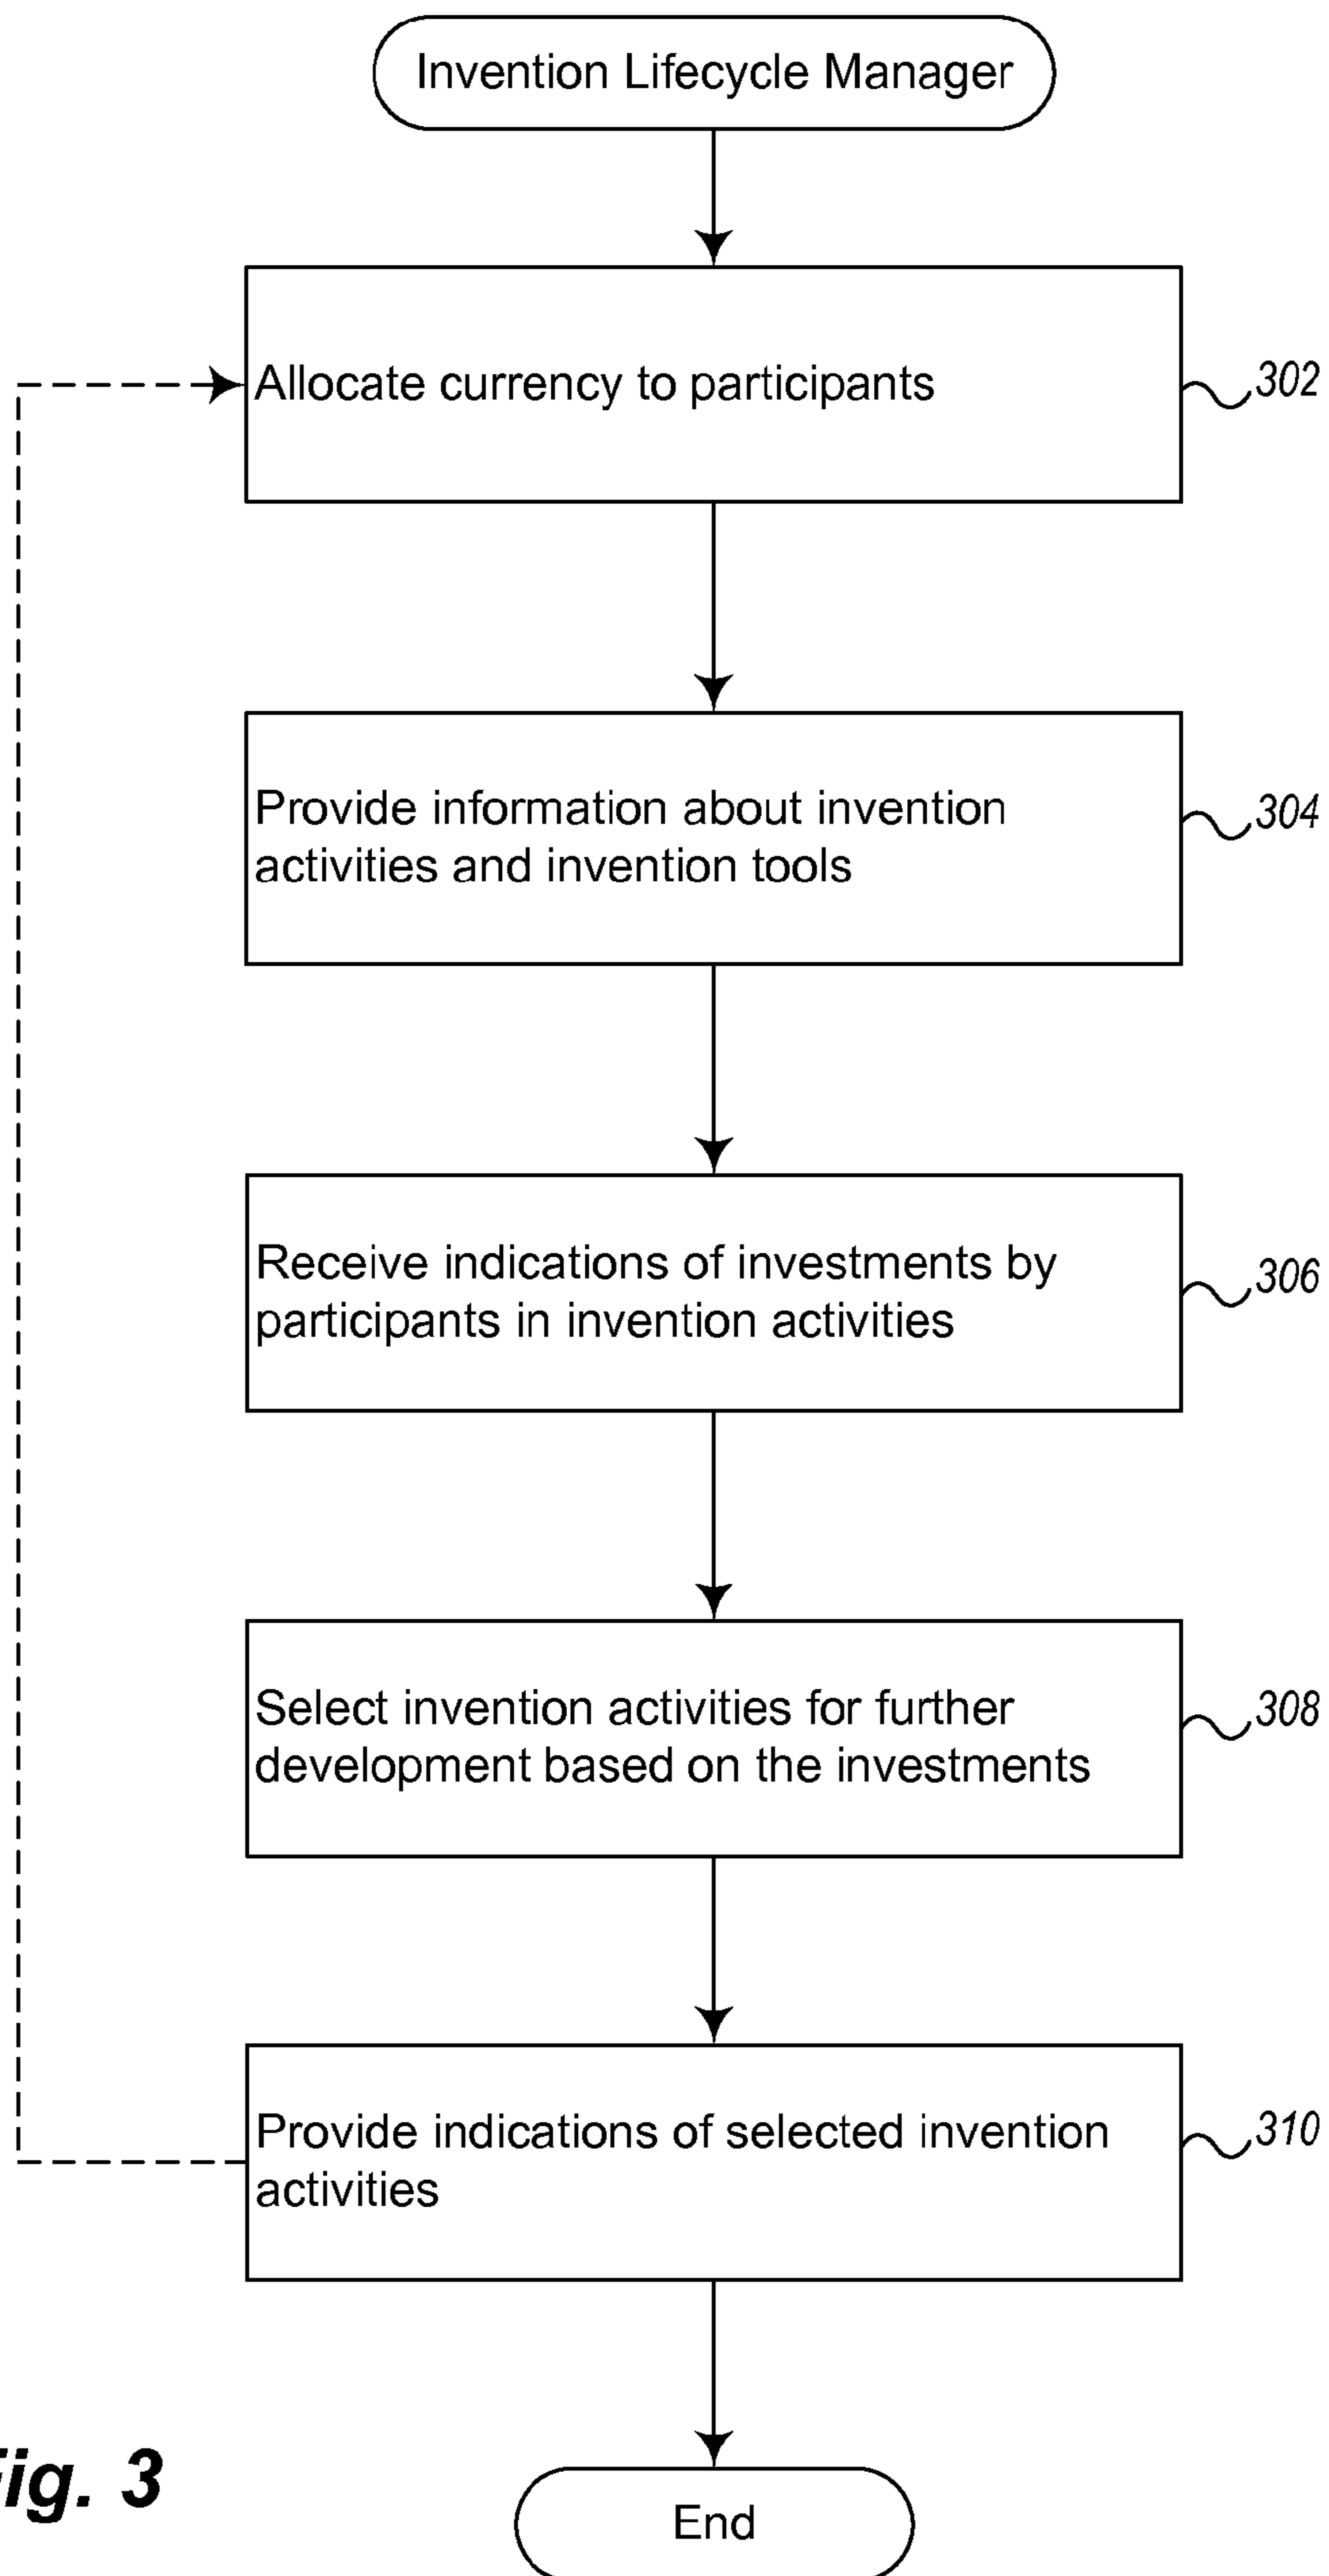 Invention Lifecycle Manager
Allocate currency to participants
302
Provide information about invention
activities and invention tools
304
Receive indications of investments by
participants in invention activities
306
Select invention activities for further
development based on the investments
308
Provide indications of selected invention
activities
310
Fig. 3
End